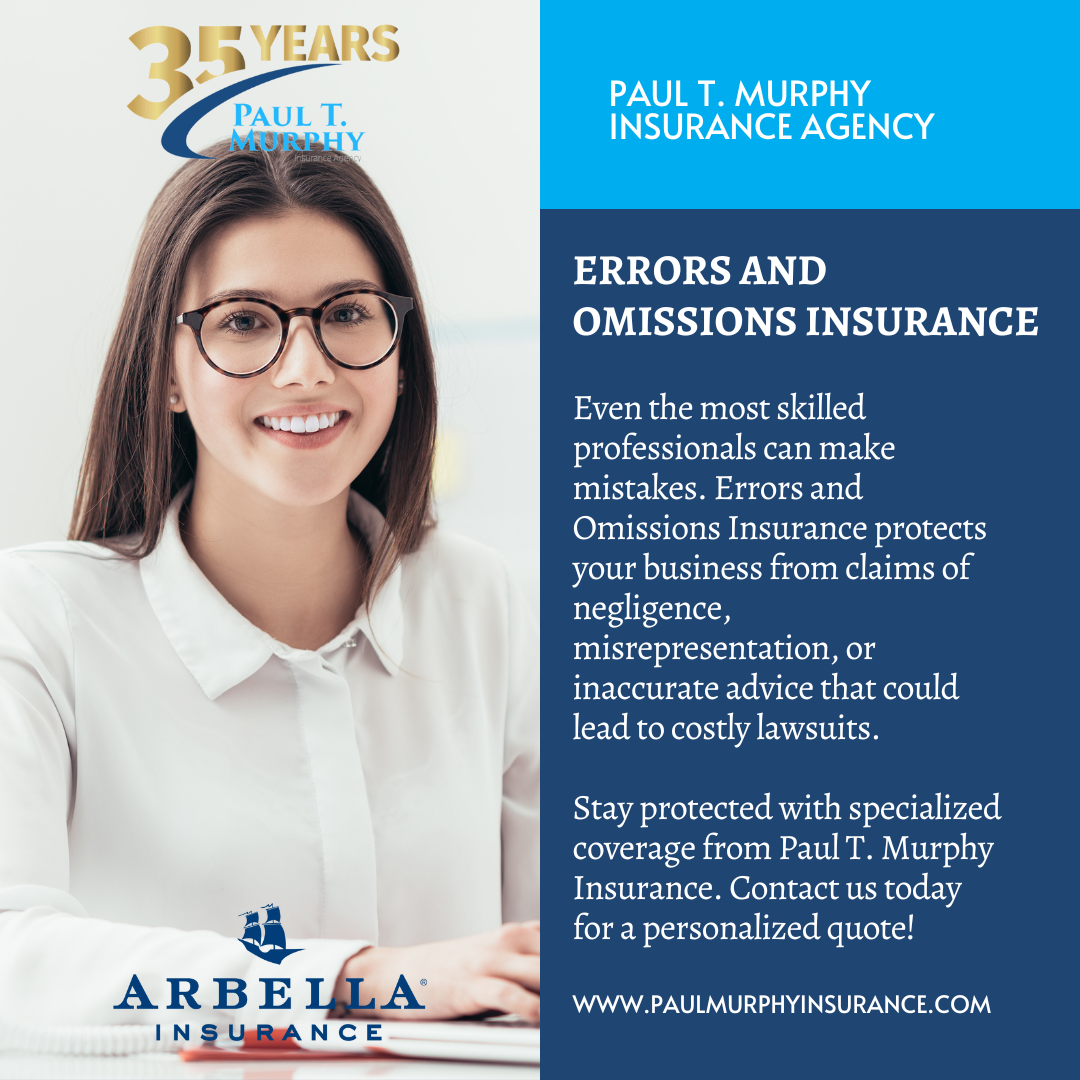 35 YEARS
PAUL T.
MURPHY
Insurance Agency
PAUL T. MURPHY
INSURANCE AGENCY
ERRORS AND
OMISSIONS INSURANCE
Even the most skilled
professionals can make
mistakes. Errors and
Omissions Insurance protects
your business from claims of
negligence,
misrepresentation, or
inaccurate advice that could
lead to costly lawsuits.
Stay protected with specialized
coverage from Paul T. Murphy
Insurance. Contact us today
for a personalized quote!
WWW.PAULMURPHYINSURANCE.COM
ARBELLA®
INSURANCE